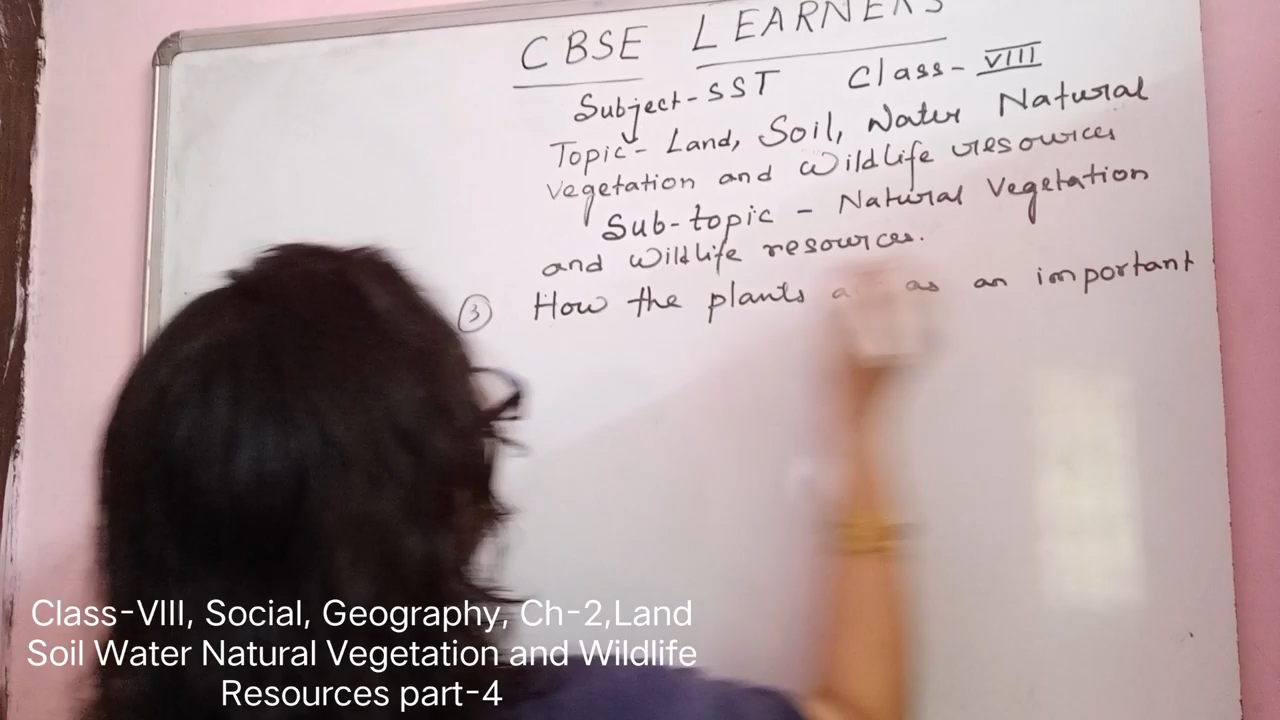 CBSE LEARNERS
Subject-SST Class-VIII
Topic- Land, Soil, Water Natural
vegetation and wildlife resources
Sub-topic - Natural Vegetation
and wildlife resources.
③ How the plants as an important
Class-VIII, Social, Geography, Ch-2,Land
Soil Water Natural Vegetation and Wildlife
Resources part-4